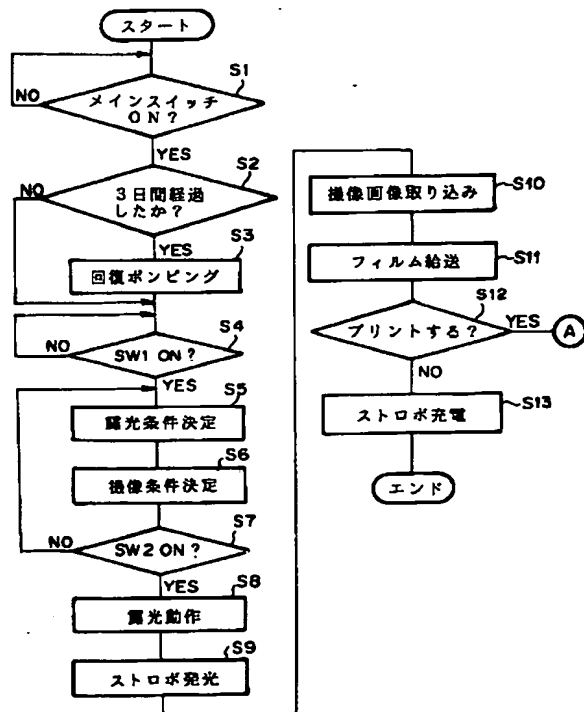 スタート
S1
メインスイッチ
ON?
NO
YES
S2
3日間経過
したか?
NO
YES
S3
回復ポンピング
S4
SW1 ON?
NO
YES
S5
露光条件決定
S6
撮像条件決定
S7
SW2 ON?
NO
YES
S8
露光動作
S9
ストロボ発光
撮像画像取り込み
S10
フィルム給送
S11
S12
プリントする?
YES
A
NO
ストロボ充電
S13
エンド